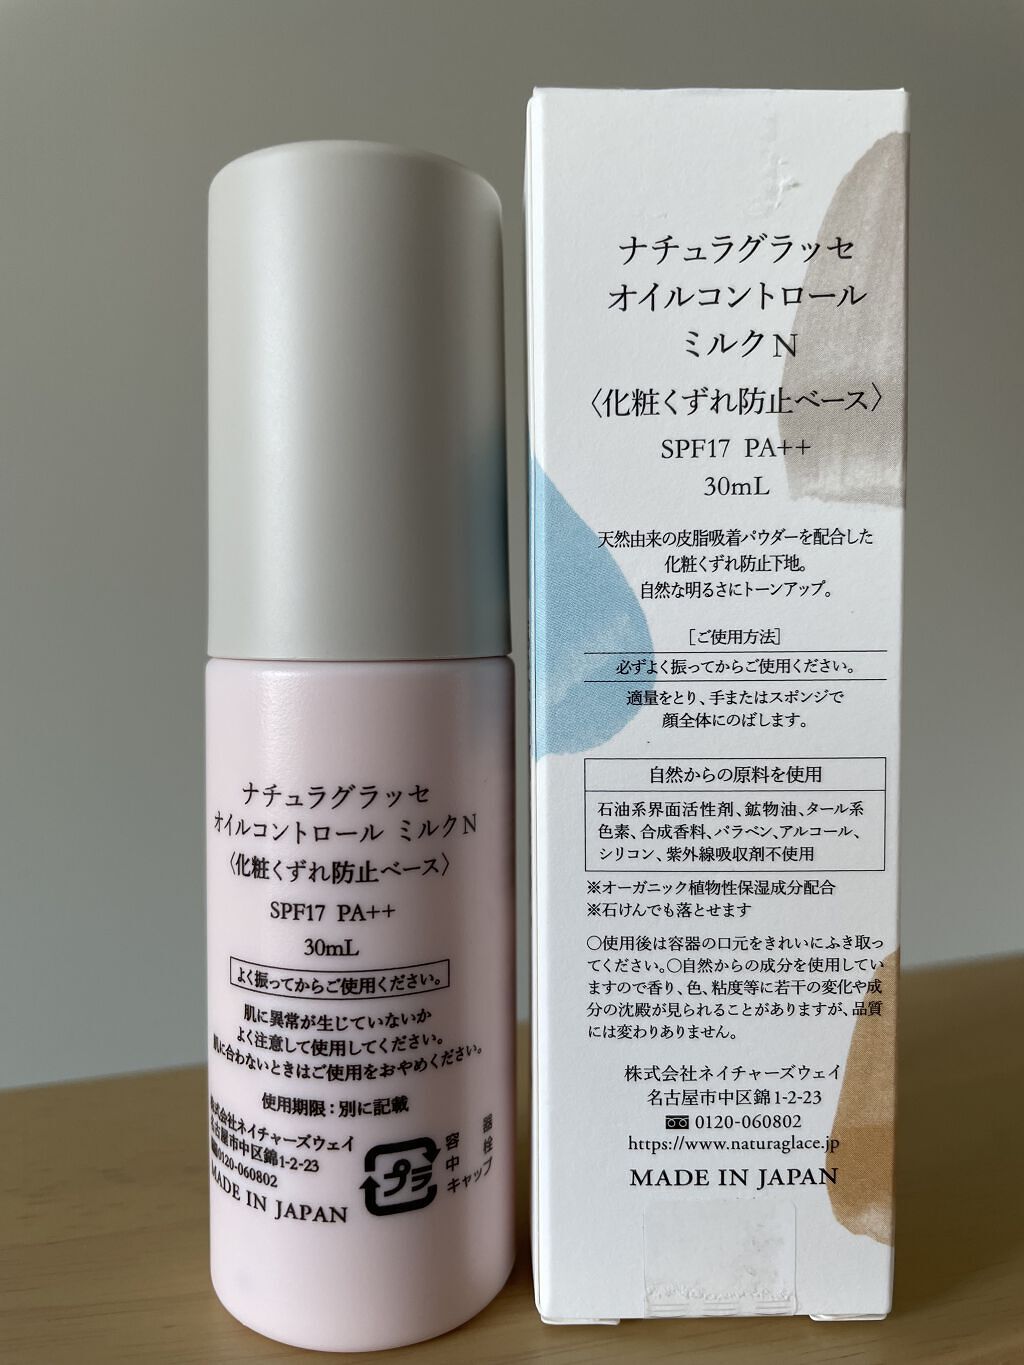 ナチュラグラッセ
オイルコントロール ミルクN
〈化粧くずれ防止ベース〉
SPF17 PA++
30mL
よく振ってからご使用ください。
肌に異常が生じていないか
よく注意して使用してください。
肌に合わないときはご使用をおやめください。
使用期限：別に記載
株式会社ネイチャーズウェイ
名古屋市中区錦1-2-23
0120-060802
MADE IN JAPAN
プラ
容器
中栓
キャップ
ナチュラグラッセ
オイルコントロール
ミルクN
〈化粧くずれ防止ベース〉
SPF17 PA++
30mL
天然由来の皮脂吸着パウダーを配合した
化粧くずれ防止下地。
自然な明るさにトーンアップ。
［ご使用方法］
必ずよく振ってからご使用ください。
適量をとり、手またはスポンジで
顔全体にのばします。
自然からの原料を使用
石油系界面活性剤、鉱物油、タール系
色素、合成香料、パラベン、アルコール、
シリコン、紫外線吸収剤不使用
※オーガニック植物性保湿成分配合
※石けんでも落とせます
○使用後は容器の口元をきれいにふき取っ
てください。○自然からの成分を使用してい
ますので香り、色、粘度等に若干の変化や成
分の沈殿が見られることがありますが、品質
には変わりありません。
株式会社ネイチャーズウェイ
名古屋市中区錦1-2-23
0120-060802
https://www.naturaglace.jp
MADE IN JAPAN